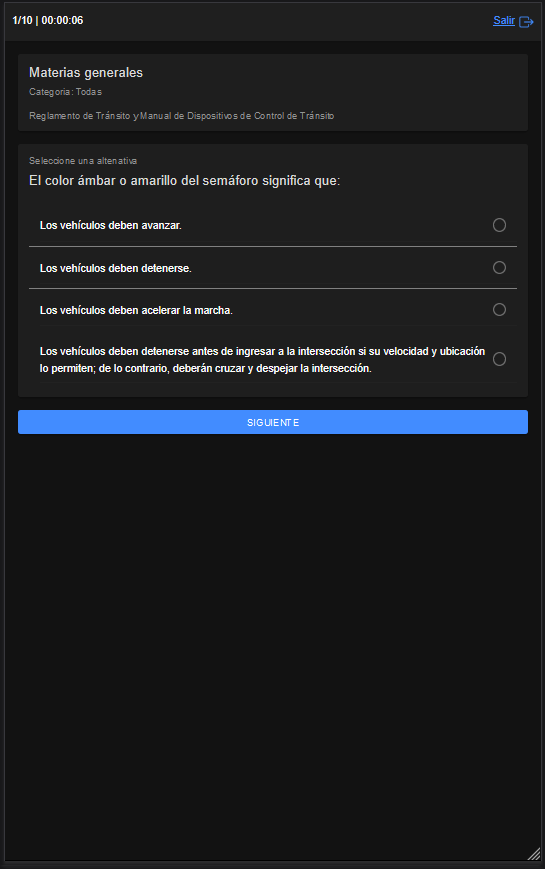 1/10 | 00:00:06
Salir
Materias generales
Categoria: Todas
Reglamento de Tránsito y Manual de Dispositivos de Control de Tránsito
Seleccione una altenativa
El color ámbar o amarillo del semáforo significa que:
Los vehículos deben avanzar.
Los vehículos deben detenerse.
Los vehículos deben acelerar la marcha.
Los vehículos deben detenerse antes de ingresar a la intersección si su velocidad y ubicación
lo permiten; de lo contrario, deberán cruzar y despejar la intersección.
SIGUIENTE